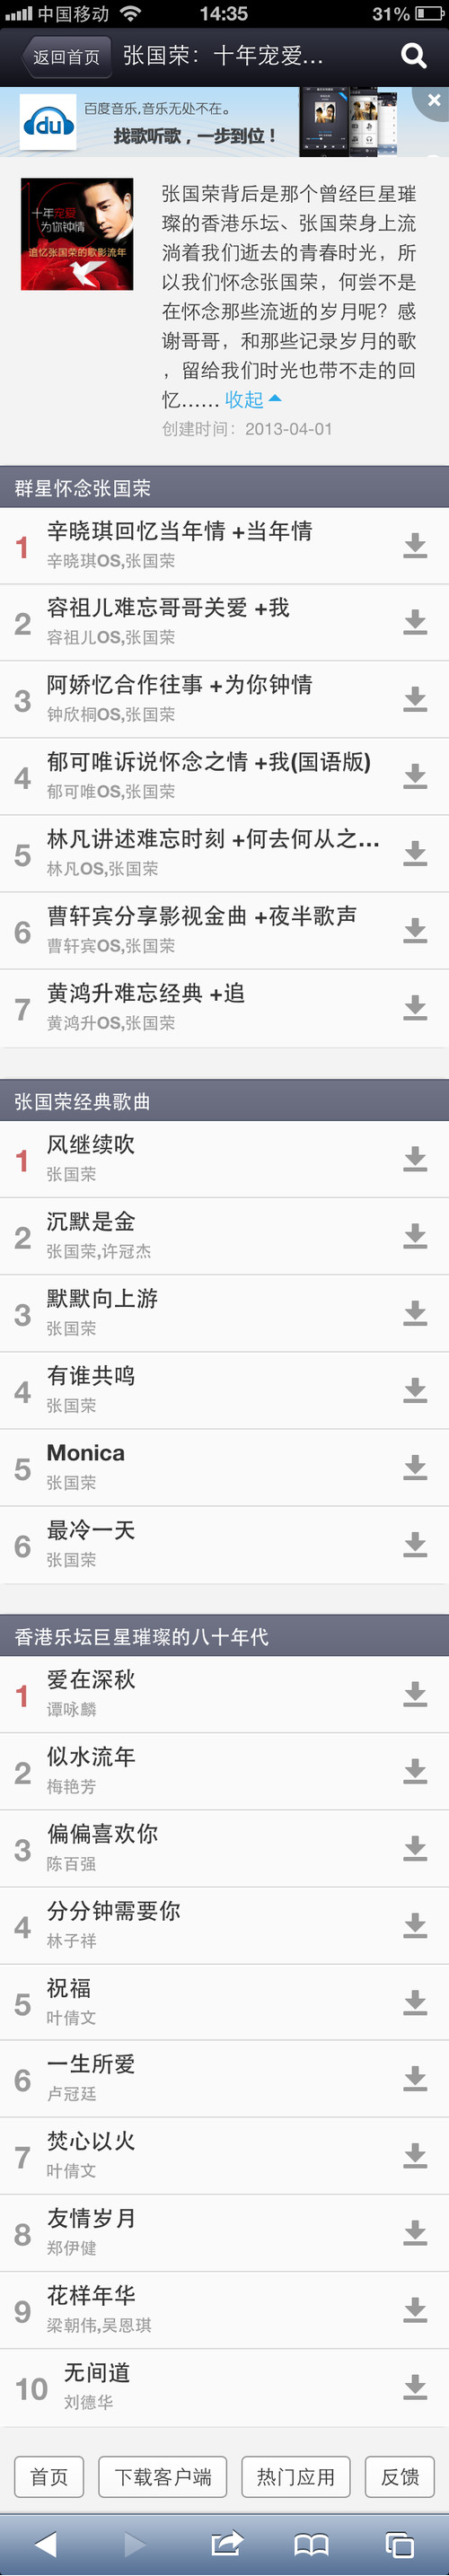 中国移动 14:35 31%
返回首页 张国荣：十年宠爱...
du 百度音乐,音乐无处不在。
找歌听歌，一步到位！
十年宠爱
为你钟情
追忆张国荣的歌影流年
张国荣背后是那个曾经巨星璀
璨的香港乐坛、张国荣身上流
淌着我们逝去的青春时光，所
以我们怀念张国荣，何尝不是
在怀念那些流逝的岁月呢？感
谢哥哥，和那些记录岁月的歌
，留给我们时光也带不走的回
忆...... 收起
创建时间：2013-04-01
群星怀念张国荣
1 辛晓琪回忆当年情 +当年情
辛晓琪OS,张国荣
2 容祖儿难忘哥哥关爱 +我
容祖儿OS,张国荣
3 阿娇忆合作往事 +为你钟情
钟欣桐OS,张国荣
4 郁可唯诉说怀念之情 +我(国语版)
郁可唯OS,张国荣
5 林凡讲述难忘时刻 +何去何从之...
林凡OS,张国荣
6 曹轩宾分享影视金曲 +夜半歌声
曹轩宾OS,张国荣
7 黄鸿升难忘经典 +追
黄鸿升OS,张国荣
张国荣经典歌曲
1 风继续吹
张国荣
2 沉默是金
张国荣,许冠杰
3 默默向上游
张国荣
4 有谁共鸣
张国荣
5 Monica
张国荣
6 最冷一天
张国荣
香港乐坛巨星璀璨的八十年代
1 爱在深秋
谭咏麟
2 似水流年
梅艳芳
3 偏偏喜欢你
陈百强
4 分分钟需要你
林子祥
5 祝福
叶倩文
6 一生所爱
卢冠廷
7 焚心以火
叶倩文
8 友情岁月
郑伊健
9 花样年华
梁朝伟,吴恩琪
10 无间道
刘德华
首页 下载客户端 热门应用 反馈